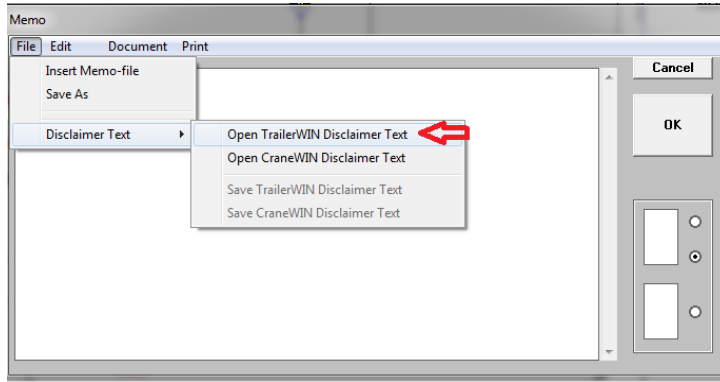 Memo
File Edit Document Print
Insert Memo-file
Save As
Disclaimer Text
Open TrailerWIN Disclaimer Text
Open CraneWIN Disclaimer Text
Save TrailerWIN Disclaimer Text
Save CraneWIN Disclaimer Text
Cancel
OK